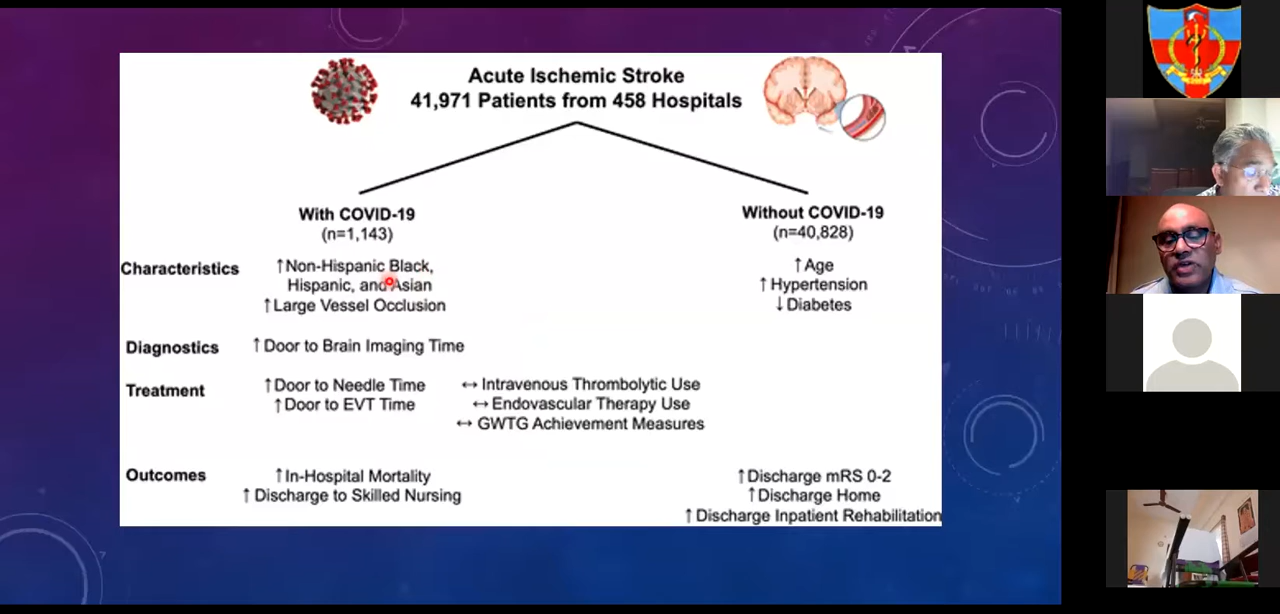 Acute Ischemic Stroke
41,971 Patients from 458 Hospitals
With COVID-19
(n=1,143)
Without COVID-19
(n=40,828)
Characteristics
↑Non-Hispanic Black,
Hispanic, and Asian
↑Large Vessel Occlusion
↑Age
↑Hypertension
↓Diabetes
Diagnostics
↑Door to Brain Imaging Time
Treatment
↑Door to Needle Time
↑Door to EVT Time
↔ Intravenous Thrombolytic Use
↔ Endovascular Therapy Use
↔ GWTG Achievement Measures
Outcomes
↑In-Hospital Mortality
↑Discharge to Skilled Nursing
↑Discharge mRS 0-2
↑Discharge Home
↑Discharge Inpatient Rehabilitation